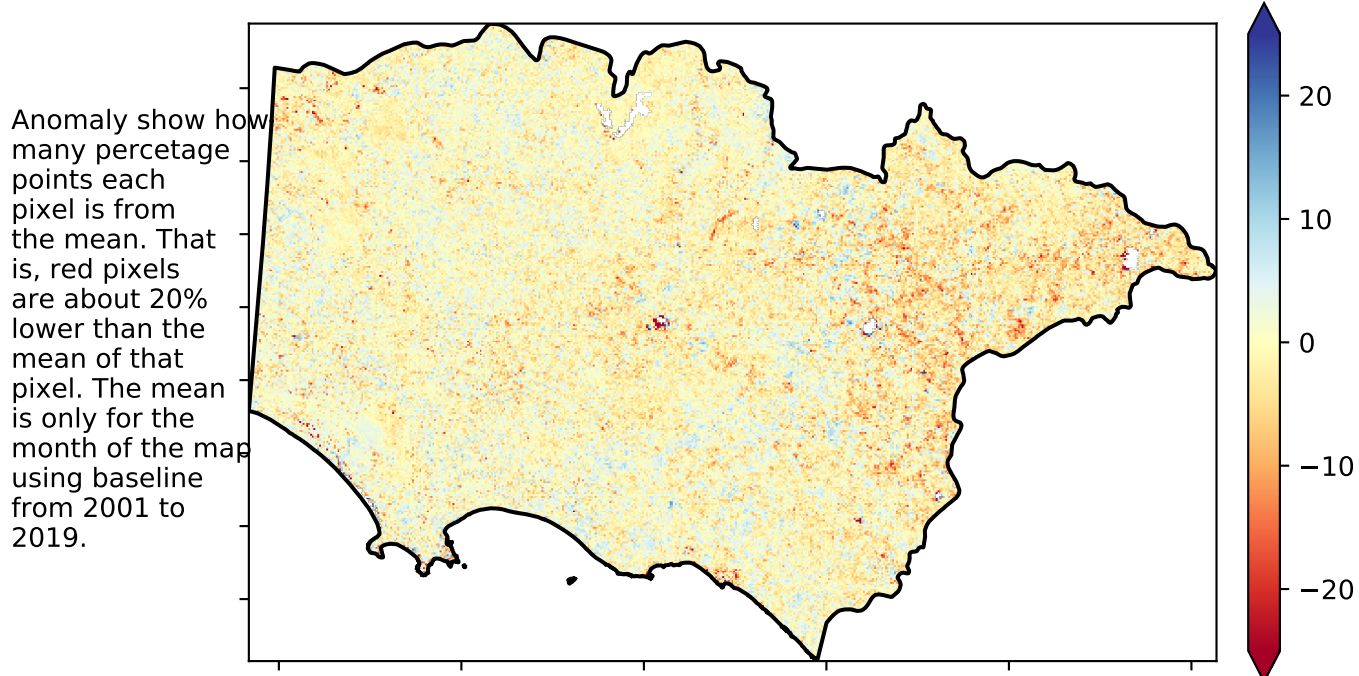 Anomaly show how
many percetage
points each
pixel is from
the mean. That
is, red pixels
are about 20%
lower than the
mean of that
pixel. The mean
is only for the
month of the map
using baseline
from 2001 to
2019.
20
10
0
−10
−20